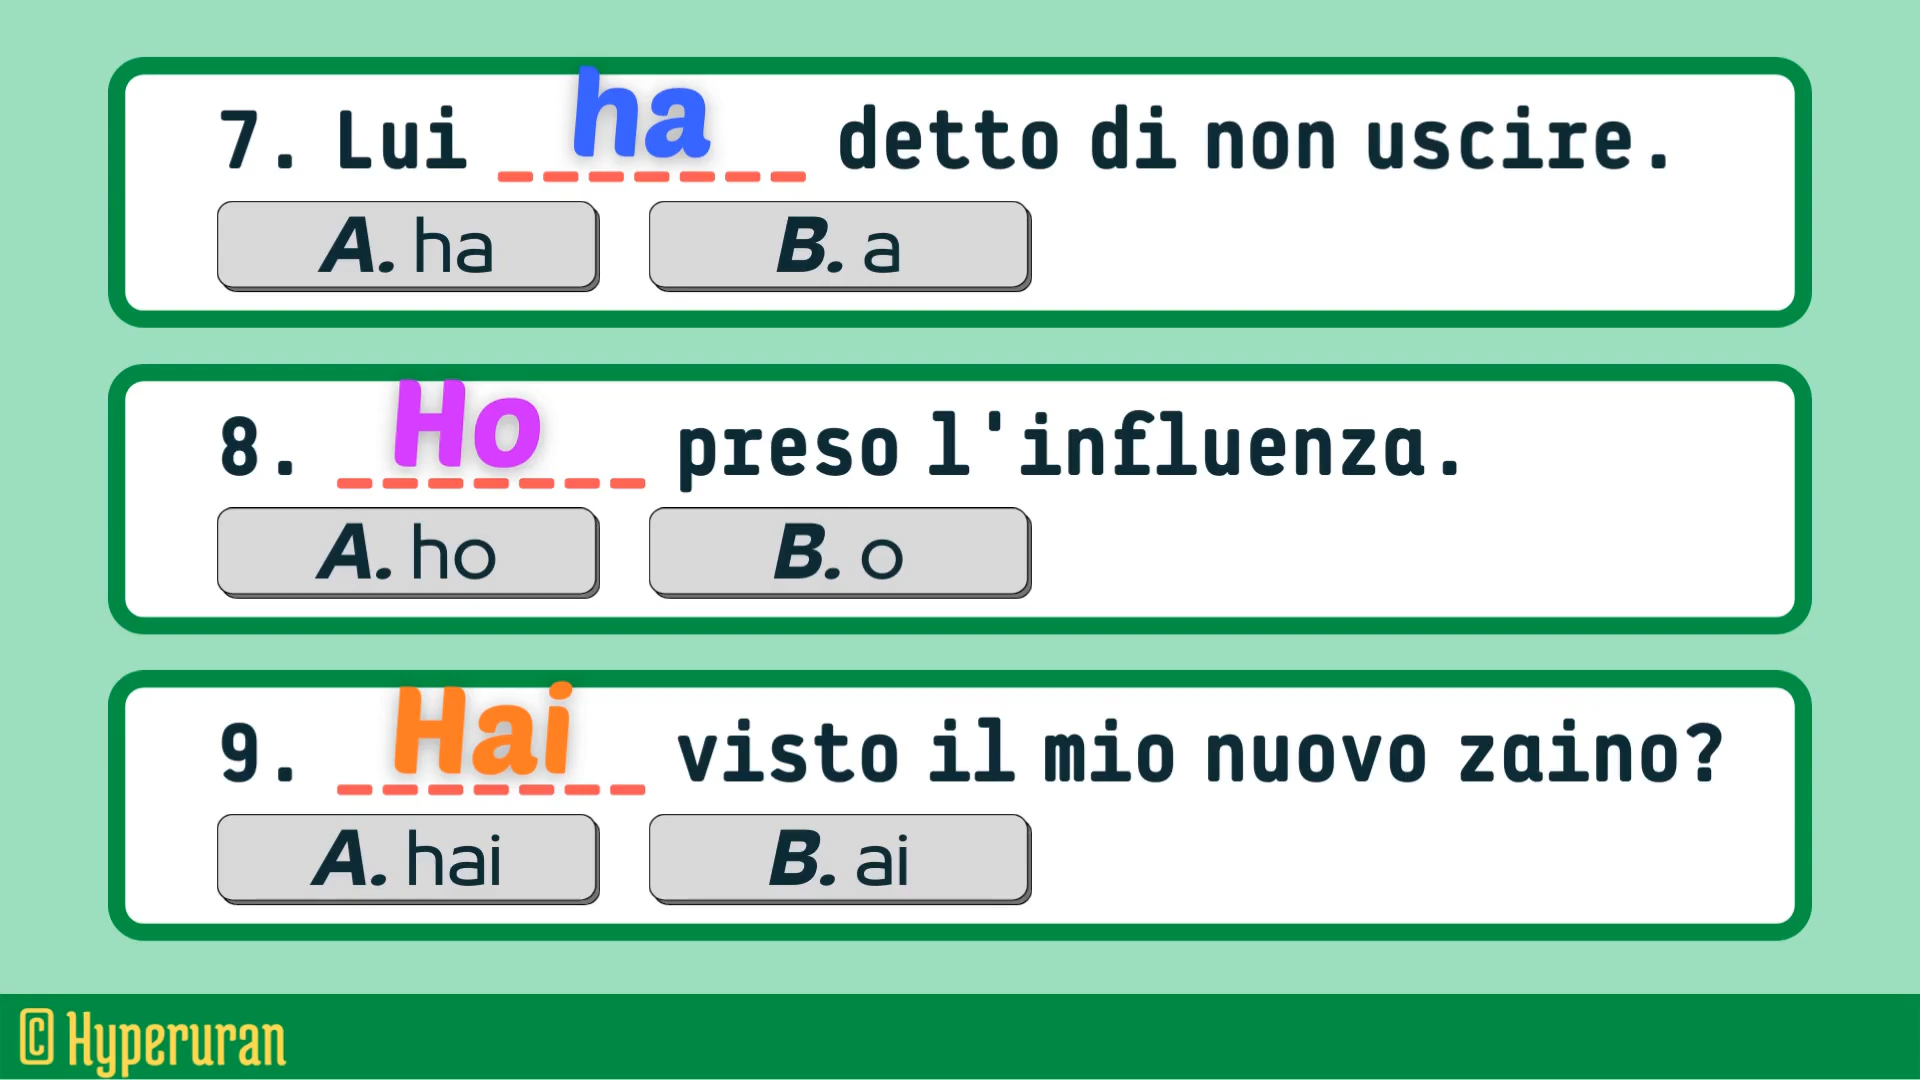 7. Lui ha detto di non uscire.
A. ha B. a
8. Ho preso l'influenza.
A. ho B. o
9. Hai visto il mio nuovo zaino?
A. hai B. ai
© Hyperuran